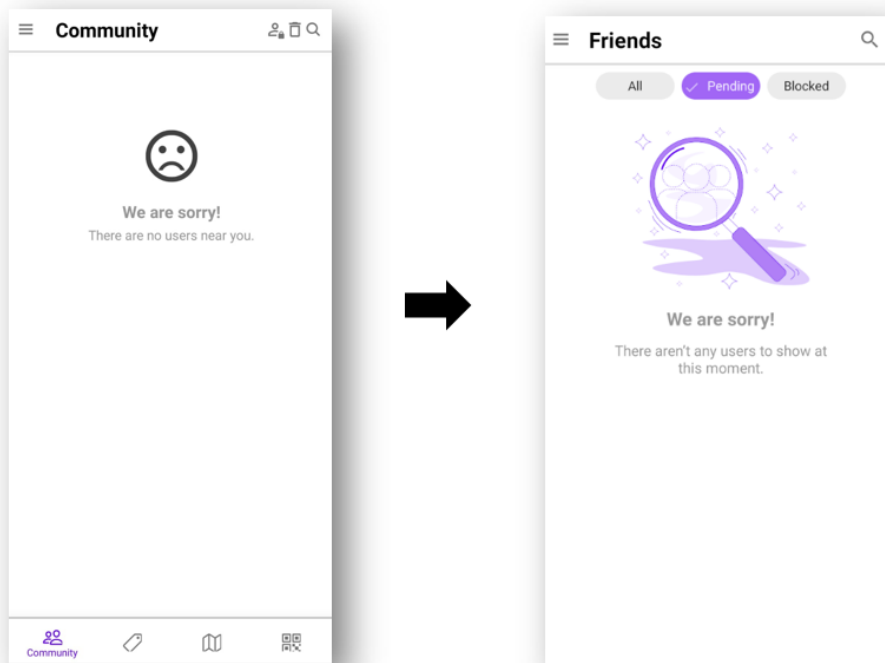 Community
We are sorry!
There are no users near you.
Community
Friends
All
Pending
Blocked
We are sorry!
There aren't any users to show at
this moment.